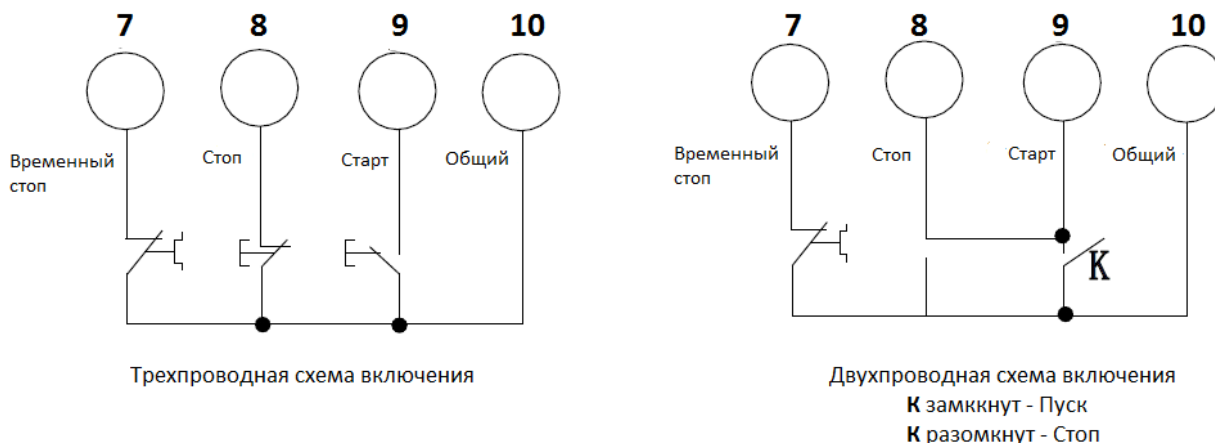 7 8 9 10
Временный
стоп
Стоп
Старт
Общий
Трехпроводная схема включения
7 8 9 10
Временный
стоп
Стоп
Старт
Общий
K
Двухпроводная схема включения
К замккнут - Пуск
К разомкнут - Стоп